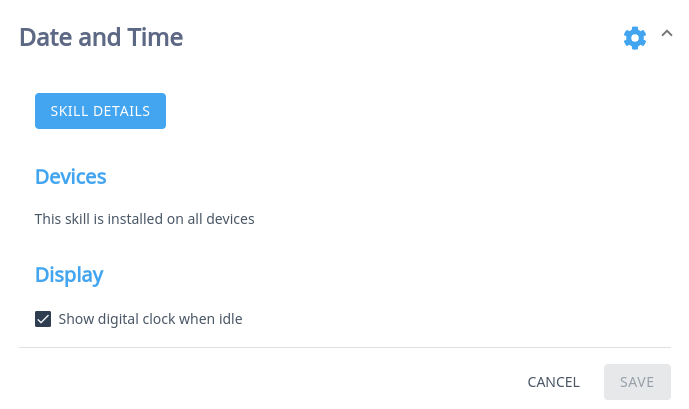 Date and Time
SKILL DETAILS
Devices
This skill is installed on all devices
Display
Show digital clock when idle
CANCEL
SAVE